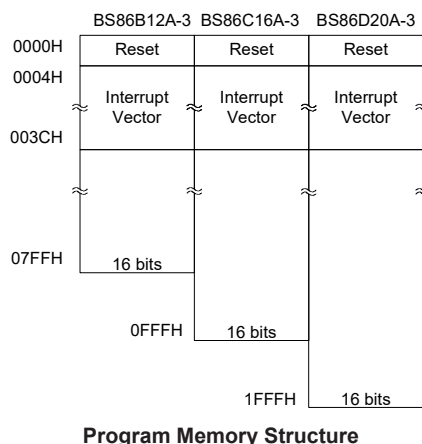 BS86B12A-3 BS86C16A-3 BS86D20A-3
0000H Reset Reset Reset
0004H
Interrupt Vector Interrupt Vector Interrupt Vector
003CH
07FFH 16 bits
0FFFH 16 bits
1FFFH 16 bits
Program Memory Structure